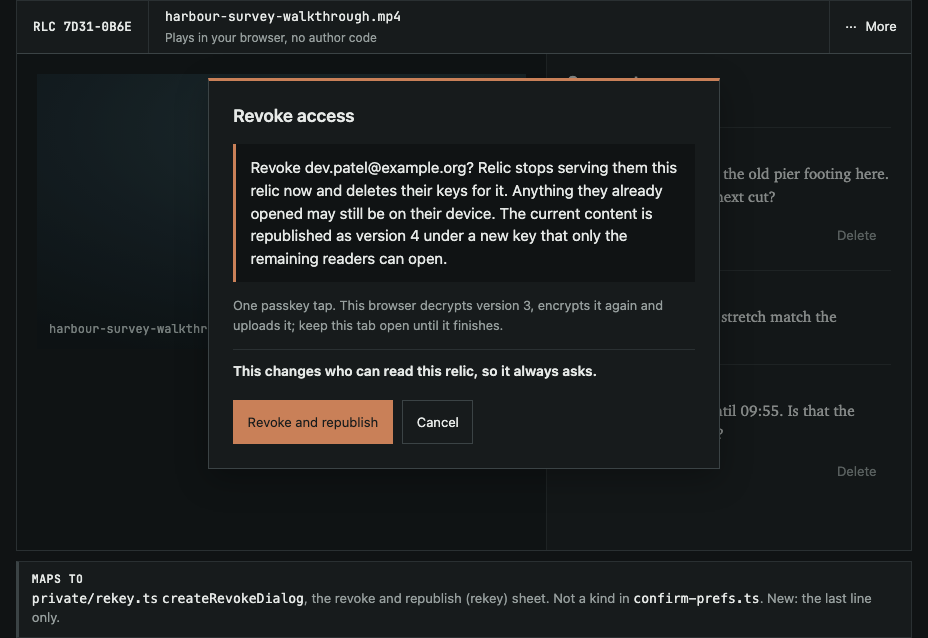 RLC 7D31-0B6E
harbour-survey-walkthrough.mp4
Plays in your browser, no author code
··· More
Revoke access
Revoke dev.patel@example.org? Relic stops serving them this
relic now and deletes their keys for it. Anything they already
opened may still be on their device. The current content is
republished as version 4 under a new key that only the
remaining readers can open.
One passkey tap. This browser decrypts version 3, encrypts it again and
uploads it; keep this tab open until it finishes.
This changes who can read this relic, so it always asks.
Revoke and republish
Cancel
harbour-survey-walkthr
the old pier footing here.
next cut?
Delete
stretch match the
09:55. Is that the
?
Delete
MAPS TO
private/rekey.ts createRevokeDialog, the revoke and republish (rekey) sheet. Not a kind in confirm-prefs.ts. New: the last line
only.